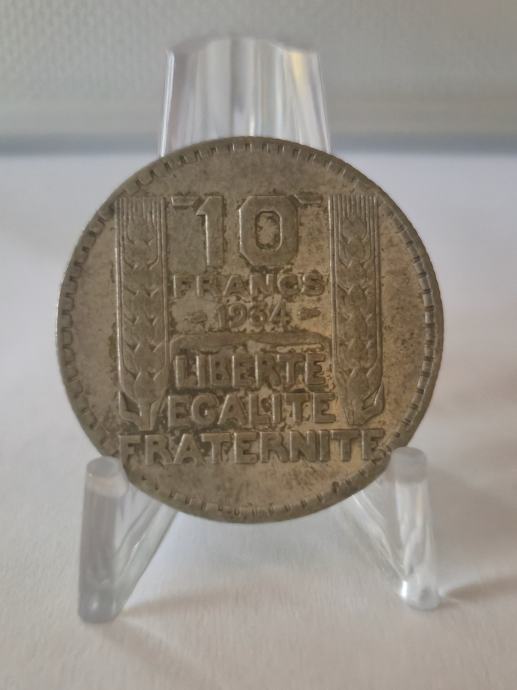 10
FRANCS
1934
LIBERTE
EGALITE
FRATERNITE